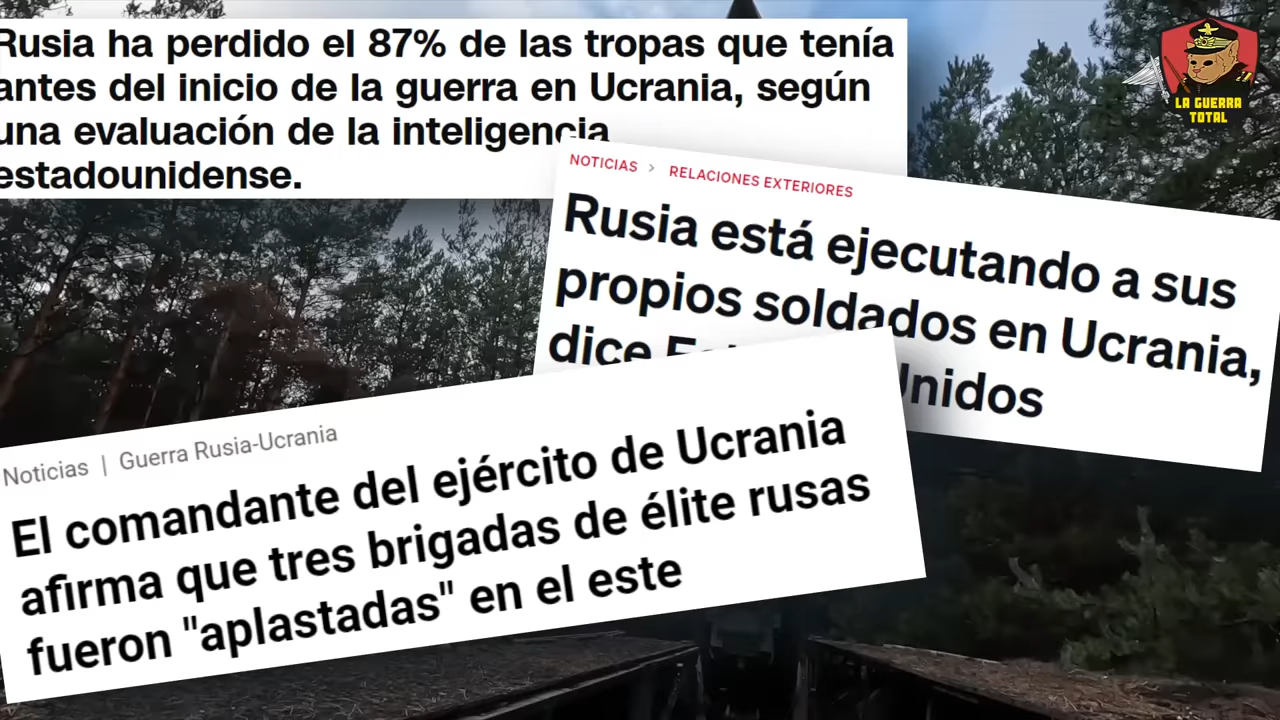 Rusia ha perdido el 87% de las tropas que tenía
antes del inicio de la guerra en Ucrania, según
una evaluación de la inteligencia
estadounidense.
LA GUERRA
TOTAL
NOTICIAS > RELACIONES EXTERIORES
Rusia está ejecutando a sus
propios soldados en Ucrania,
dice Unidos
Noticias | Guerra Rusia-Ucrania
El comandante del ejército de Ucrania
afirma que tres brigadas de élite rusas
fueron "aplastadas" en el este